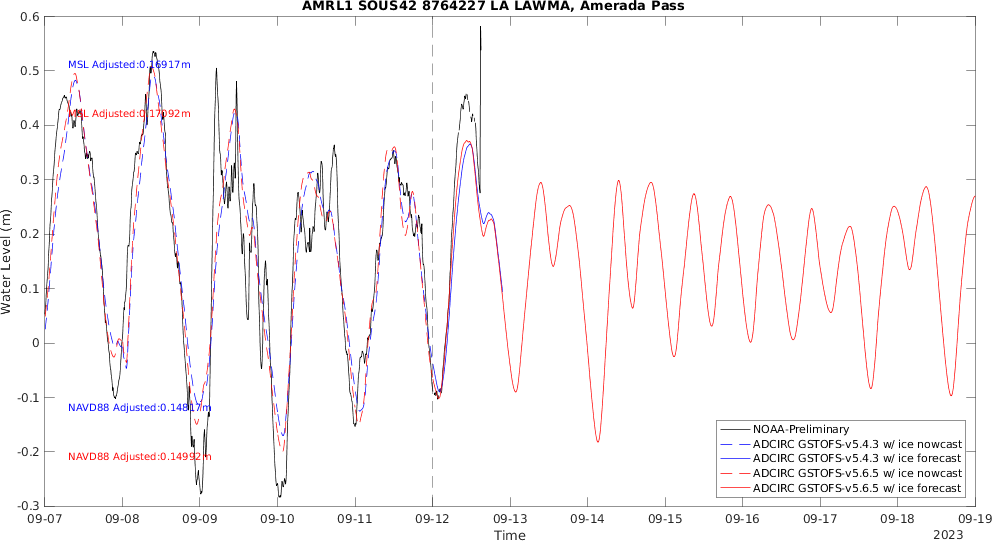 AMRL1 SOUS42 8764227 LA LAWMA, Amerada Pass
Water Level (m)
0.6
0.5
0.4
0.3
0.2
0.1
0
-0.1
-0.2
-0.3
MSL Adjusted:0.16917m
MSL Adjusted:0.17092m
NAVD88 Adjusted:0.14817m
NAVD88 Adjusted:0.14992m
NOAA-Preliminary
ADCIRC GSTOFS-v5.4.3 w/ ice nowcast
ADCIRC GSTOFS-v5.4.3 w/ ice forecast
ADCIRC GSTOFS-v5.6.5 w/ ice nowcast
ADCIRC GSTOFS-v5.6.5 w/ ice forecast
09-07 09-08 09-09 09-10 09-11 09-12 09-13 09-14 09-15 09-16 09-17 09-18 09-19
Time
2023